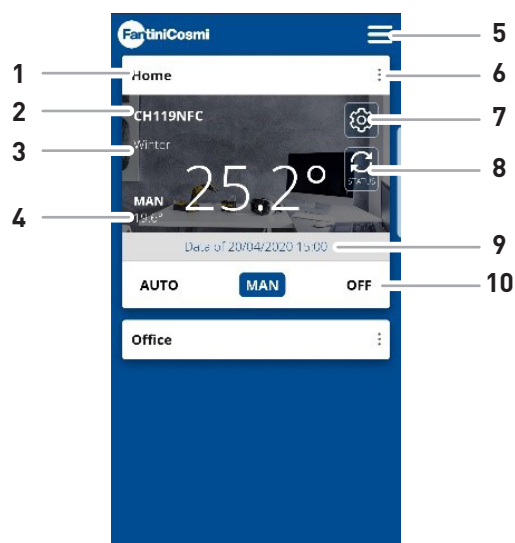 FantiniCosmi
5
1
Home
6
2
CH119NFC
7
3
Winter
25.2°
8
STATUS
MAN
4
19.6°
Data of 20/04/2020 15:00
9
AUTO
MAN
OFF
10
Office